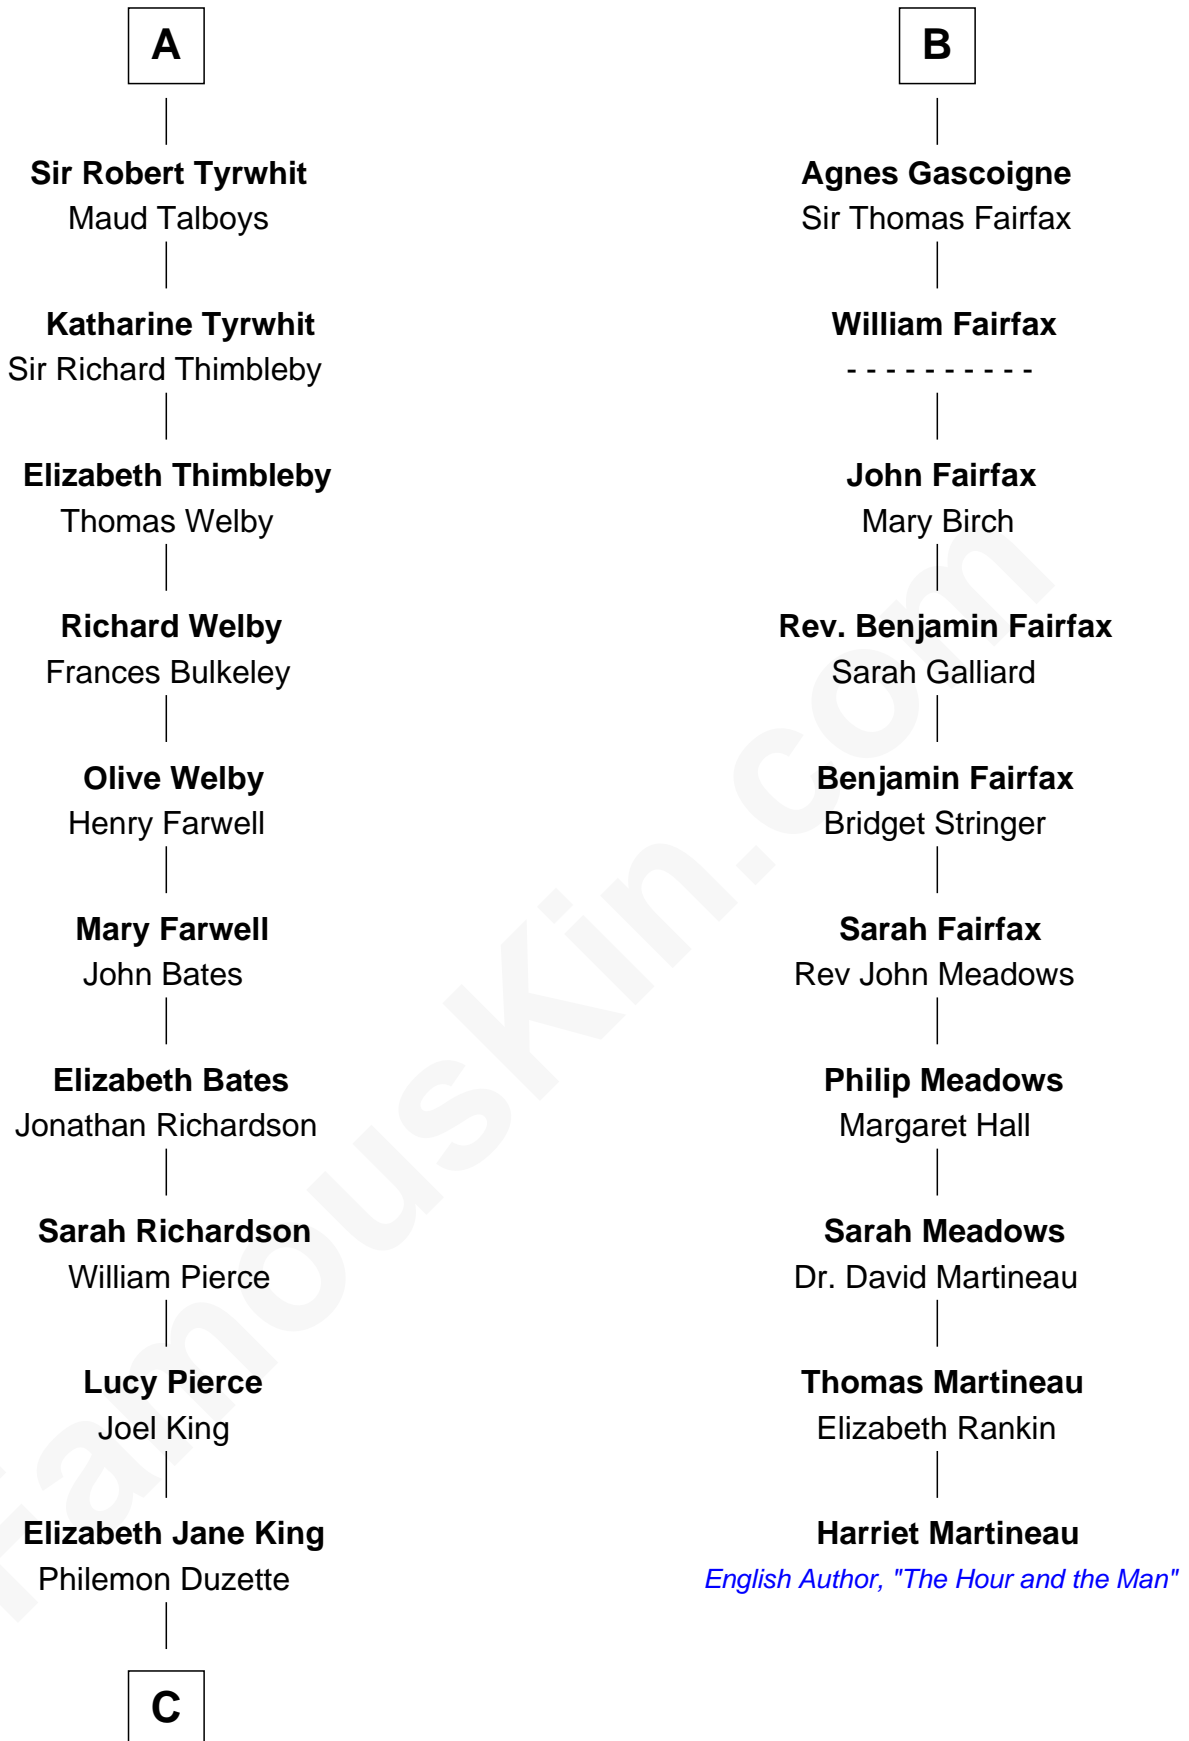 A
Sir Robert Tyrwhit
Maud Talboys
Katharine Tyrwhit
Sir Richard Thimbleby
Elizabeth Thimbleby
Thomas Welby
Richard Welby
Frances Bulkeley
Olive Welby
Henry Farwell
Mary Farwell
John Bates
Elizabeth Bates
Jonathan Richardson
Sarah Richardson
William Pierce
Lucy Pierce
Joel King
Elizabeth Jane King
Philemon Duzette
C
B
Agnes Gascoigne
Sir Thomas Fairfax
William Fairfax
- - - - - - - - - -
John Fairfax
Mary Birch
Rev. Benjamin Fairfax
Sarah Galliard
Benjamin Fairfax
Bridget Stringer
Sarah Fairfax
Rev John Meadows
Philip Meadows
Margaret Hall
Sarah Meadows
Dr. David Martineau
Thomas Martineau
Elizabeth Rankin
Harriet Martineau
English Author, "The Hour and the Man"
FamousKin.com